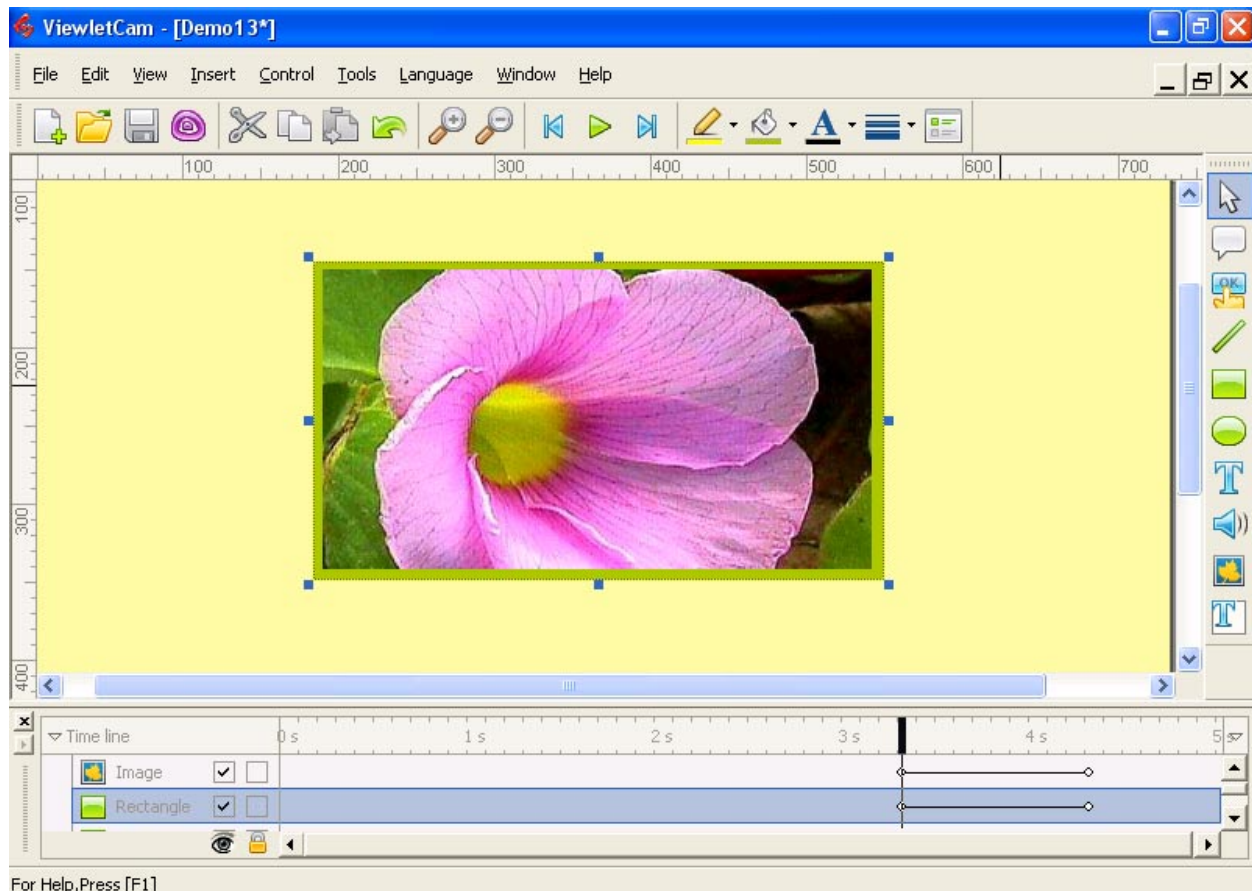 ViewletCam - [Demo13*]
File Edit View Insert Control Tools Language Window Help
A
100 200 300 400 500 600 700
100
200
300
400
OK
T
T
Time line 0 s 1 s 2 s 3 s 4 s 5
Image
Rectangle
For Help,Press [F1]